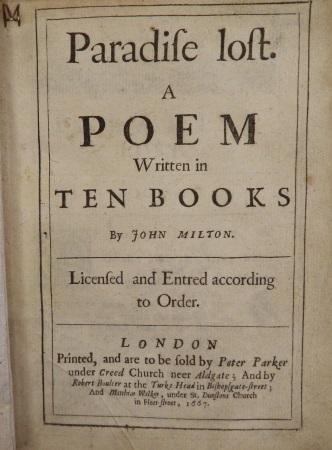 Paradiſe loſt.
A
POEM
Written in
TEN BOOKS
By JOHN MILTON.
Licenſed and Entred according
to Order.
LONDON
Printed, and are to be ſold by Peter Parker
under Creed Church neer Aldgate; And by
Robert Boulter at the Turks Head in Biſhopſgate-ſtreet;
And Matthias Walker, under St. Dunſtons Church
in Fleet-ſtreet, 1667.